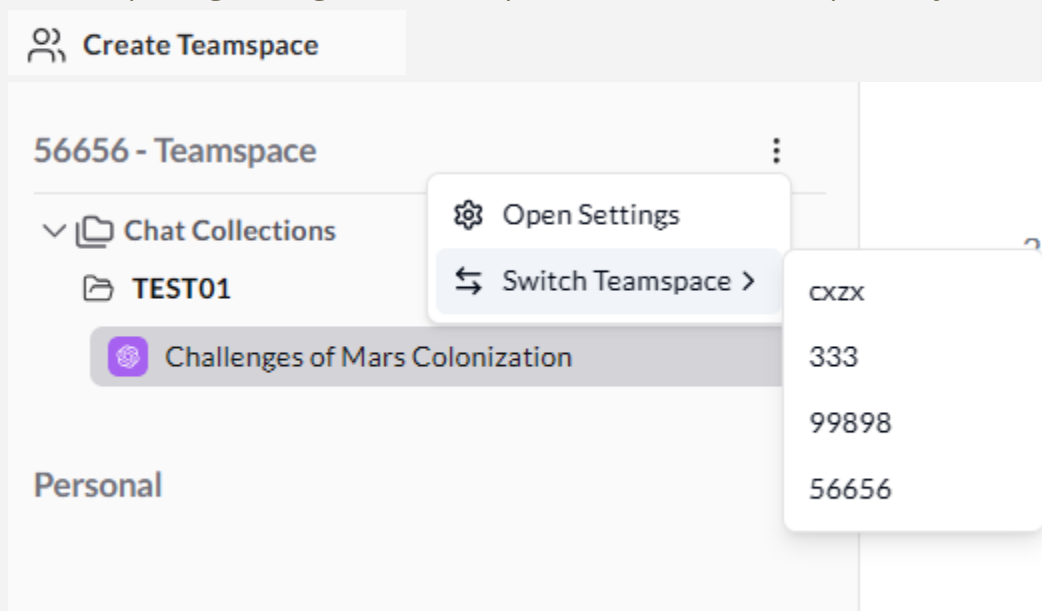 Create Teamspace
56656 - Teamspace
Open Settings
Chat Collections
Switch Teamspace >
cxzx
TEST01
333
Challenges of Mars Colonization
99898
Personal
56656